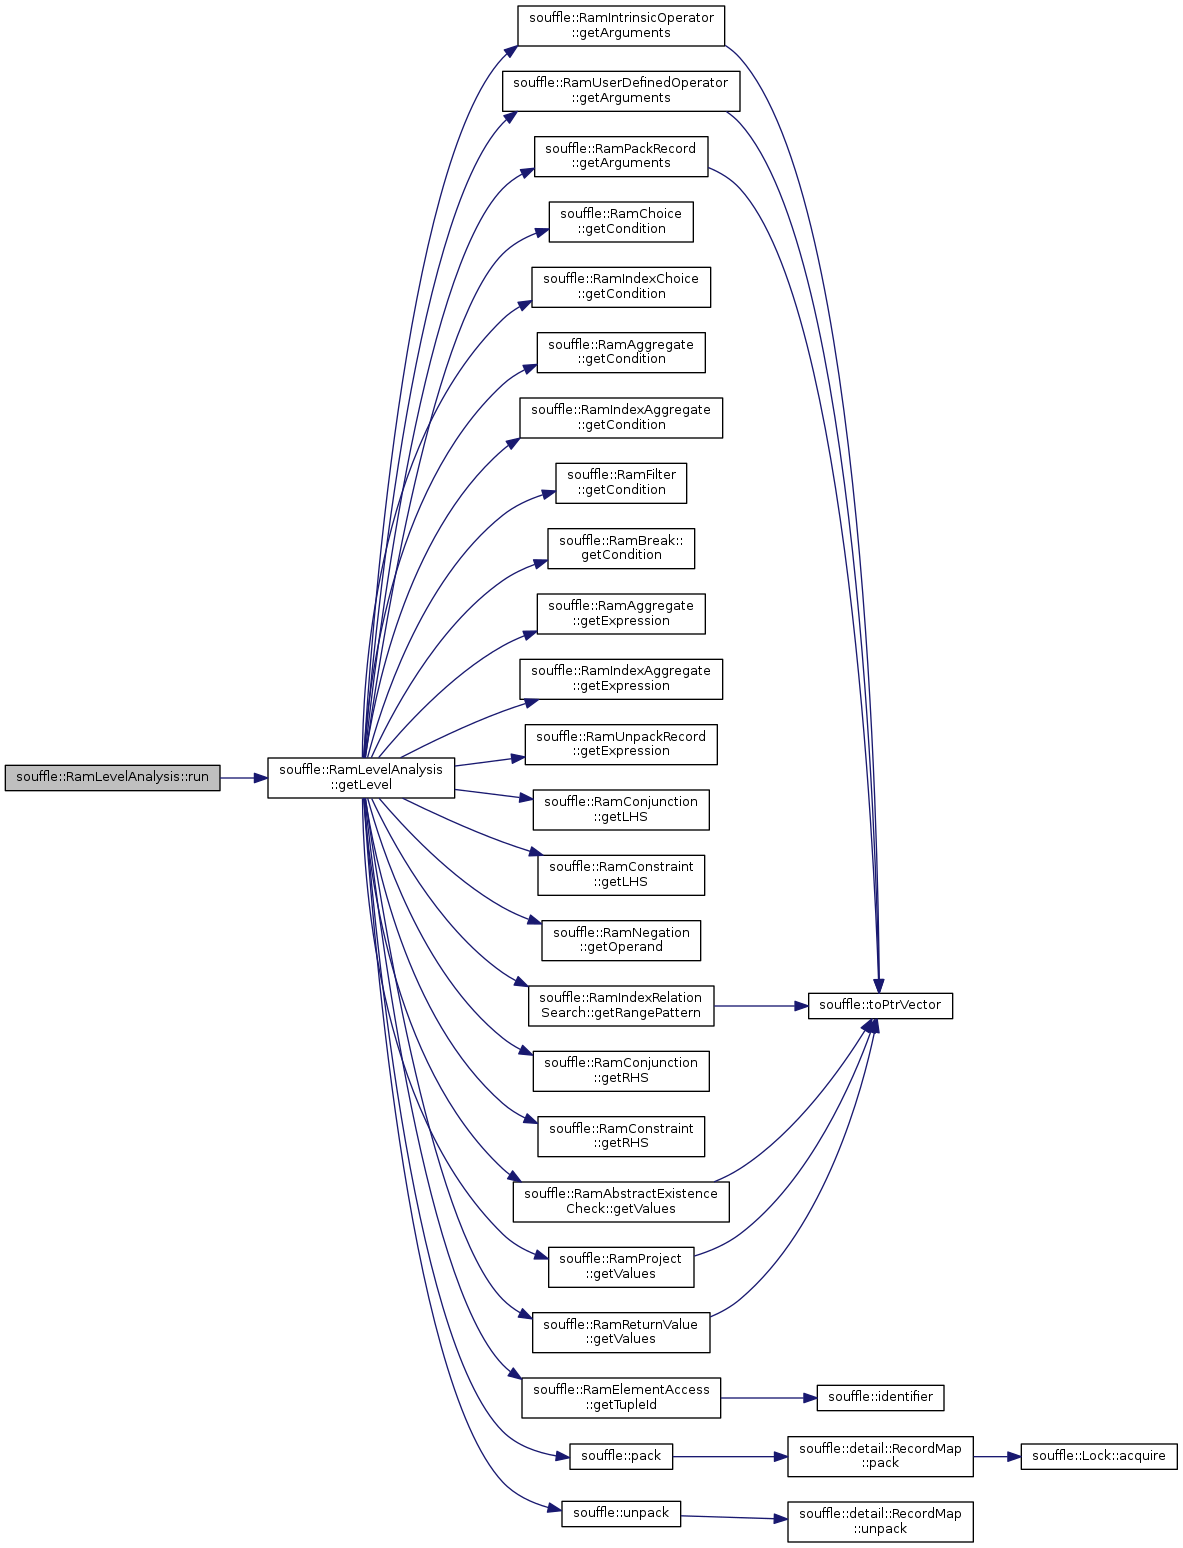 souffle::RamLevelAnalysis::run
souffle::RamLevelAnalysis
::getLevel
souffle::RamIntrinsicOperator
::getArguments
souffle::RamUserDefinedOperator
::getArguments
souffle::RamPackRecord
::getArguments
souffle::RamChoice
::getCondition
souffle::RamIndexChoice
::getCondition
souffle::RamAggregate
::getCondition
souffle::RamIndexAggregate
::getCondition
souffle::RamFilter
::getCondition
souffle::RamBreak::
getCondition
souffle::RamAggregate
::getExpression
souffle::RamIndexAggregate
::getExpression
souffle::RamUnpackRecord
::getExpression
souffle::RamConjunction
::getLHS
souffle::RamConstraint
::getLHS
souffle::RamNegation
::getOperand
souffle::RamIndexRelation
Search::getRangePattern
souffle::RamConjunction
::getRHS
souffle::RamConstraint
::getRHS
souffle::RamAbstractExistence
Check::getValues
souffle::RamProject
::getValues
souffle::RamReturnValue
::getValues
souffle::RamElementAccess
::getTupleId
souffle::pack
souffle::unpack
souffle::toPtrVector
souffle::identifier
souffle::detail::RecordMap
::pack
souffle::detail::RecordMap
::unpack
souffle::Lock::acquire